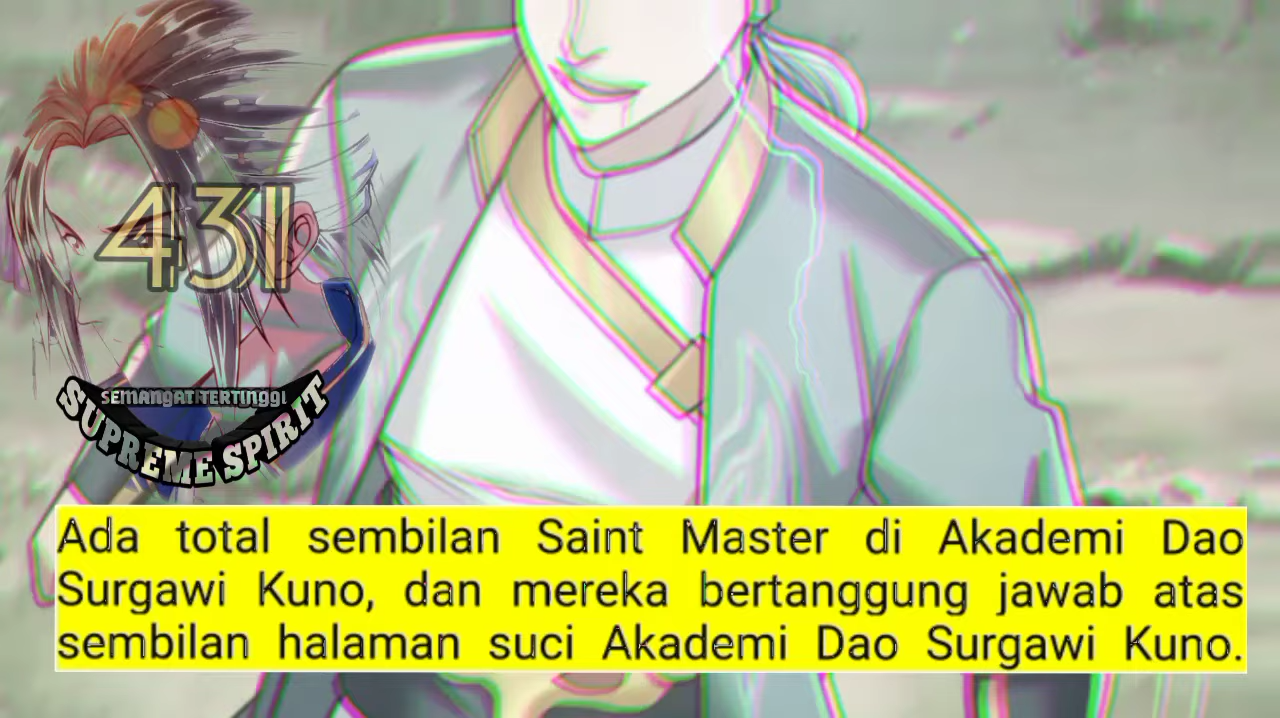 431
SEMANGAT TERTINGGI
SUPREME SPIRIT
Ada total sembilan Saint Master di Akademi Dao
Surgawi Kuno, dan mereka bertanggung jawab atas
sembilan halaman suci Akademi Dao Surgawi Kuno.